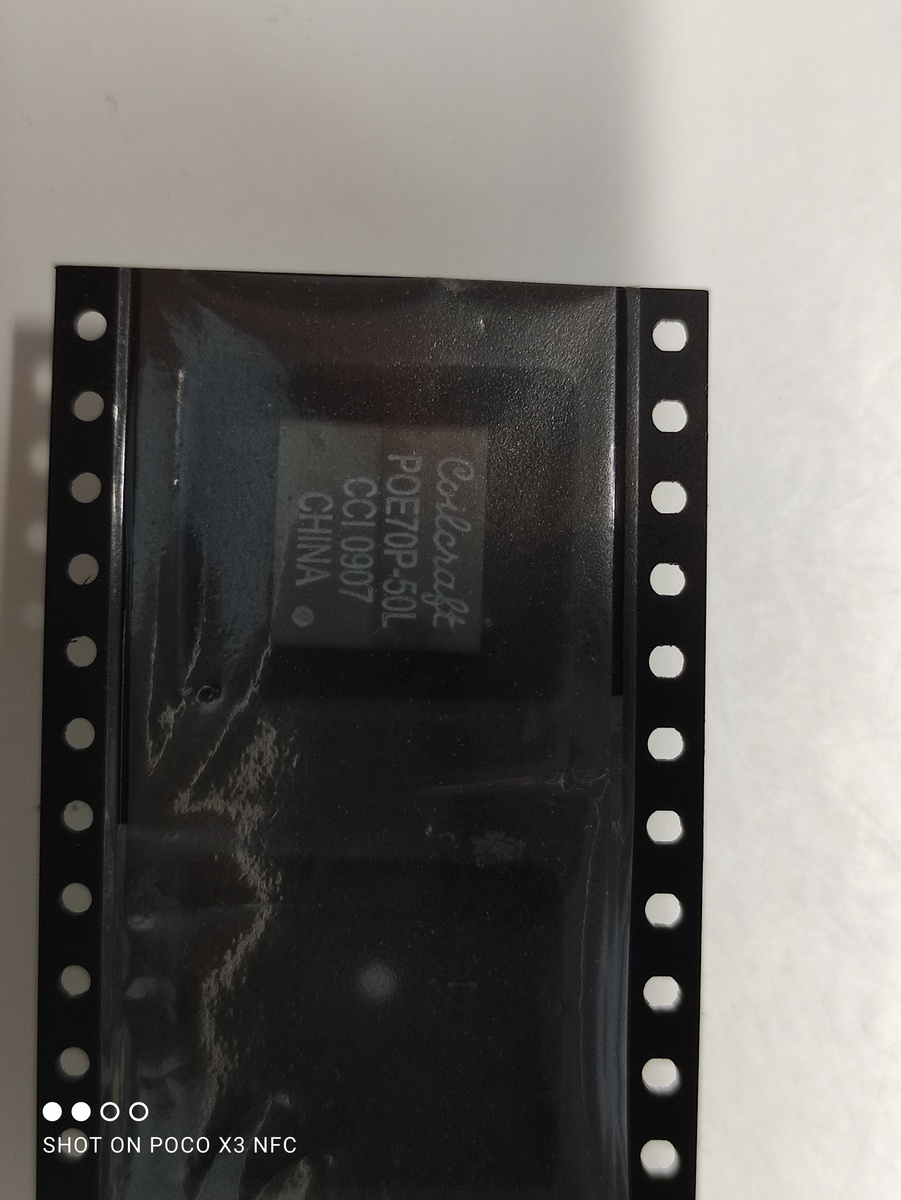 Coilcraft
POE70P-50L
CCI 0907
CHINA
SHOT ON POCO X3 NFC